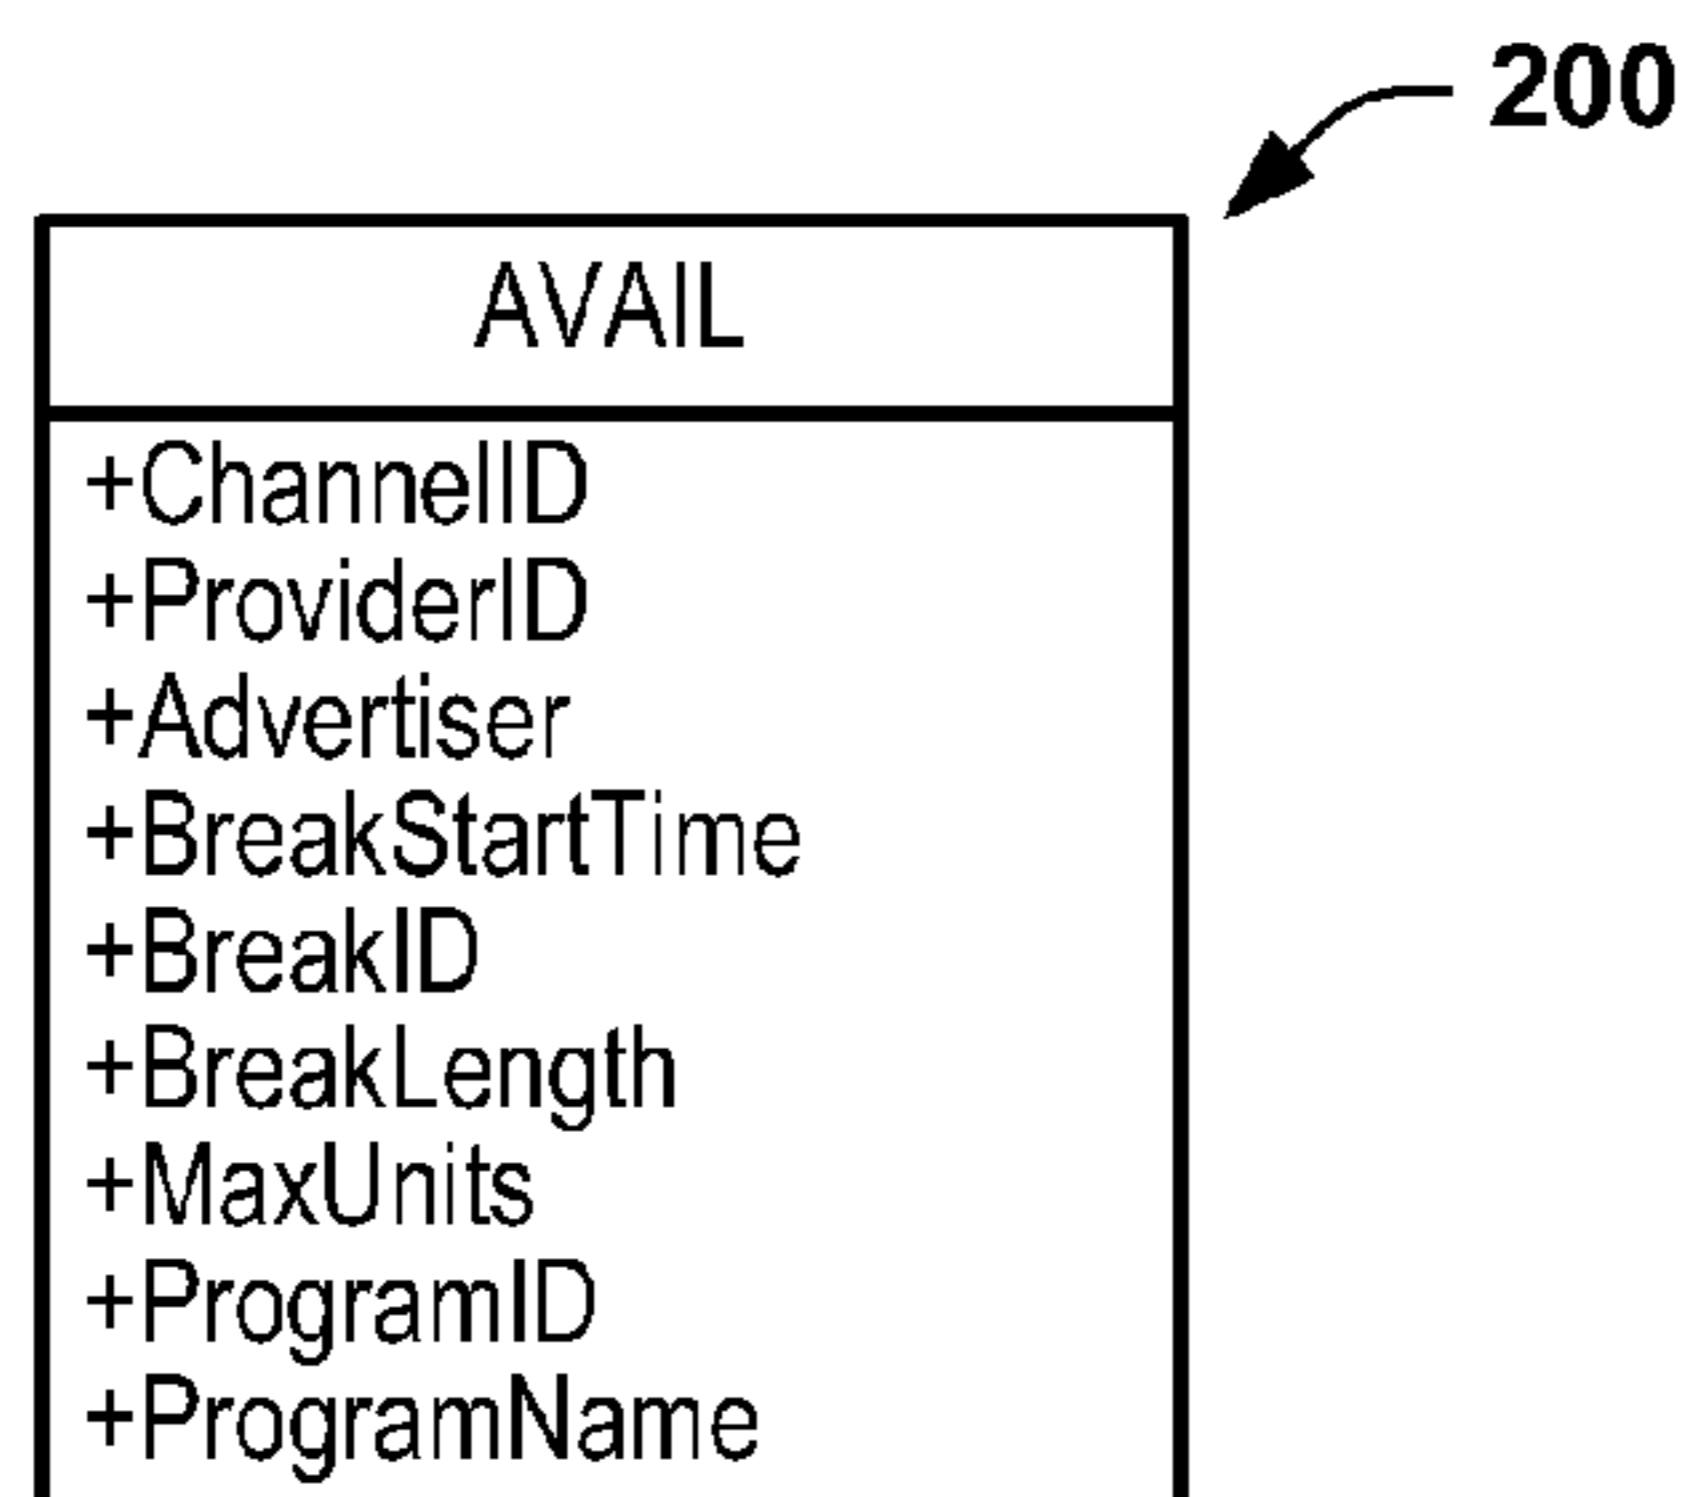 200
AVAIL
+ChannelID
+ProviderID
+Advertiser
+BreakStartTime
+BreakID
+BreakLength
+MaxUnits
+ProgramID
+ProgramName